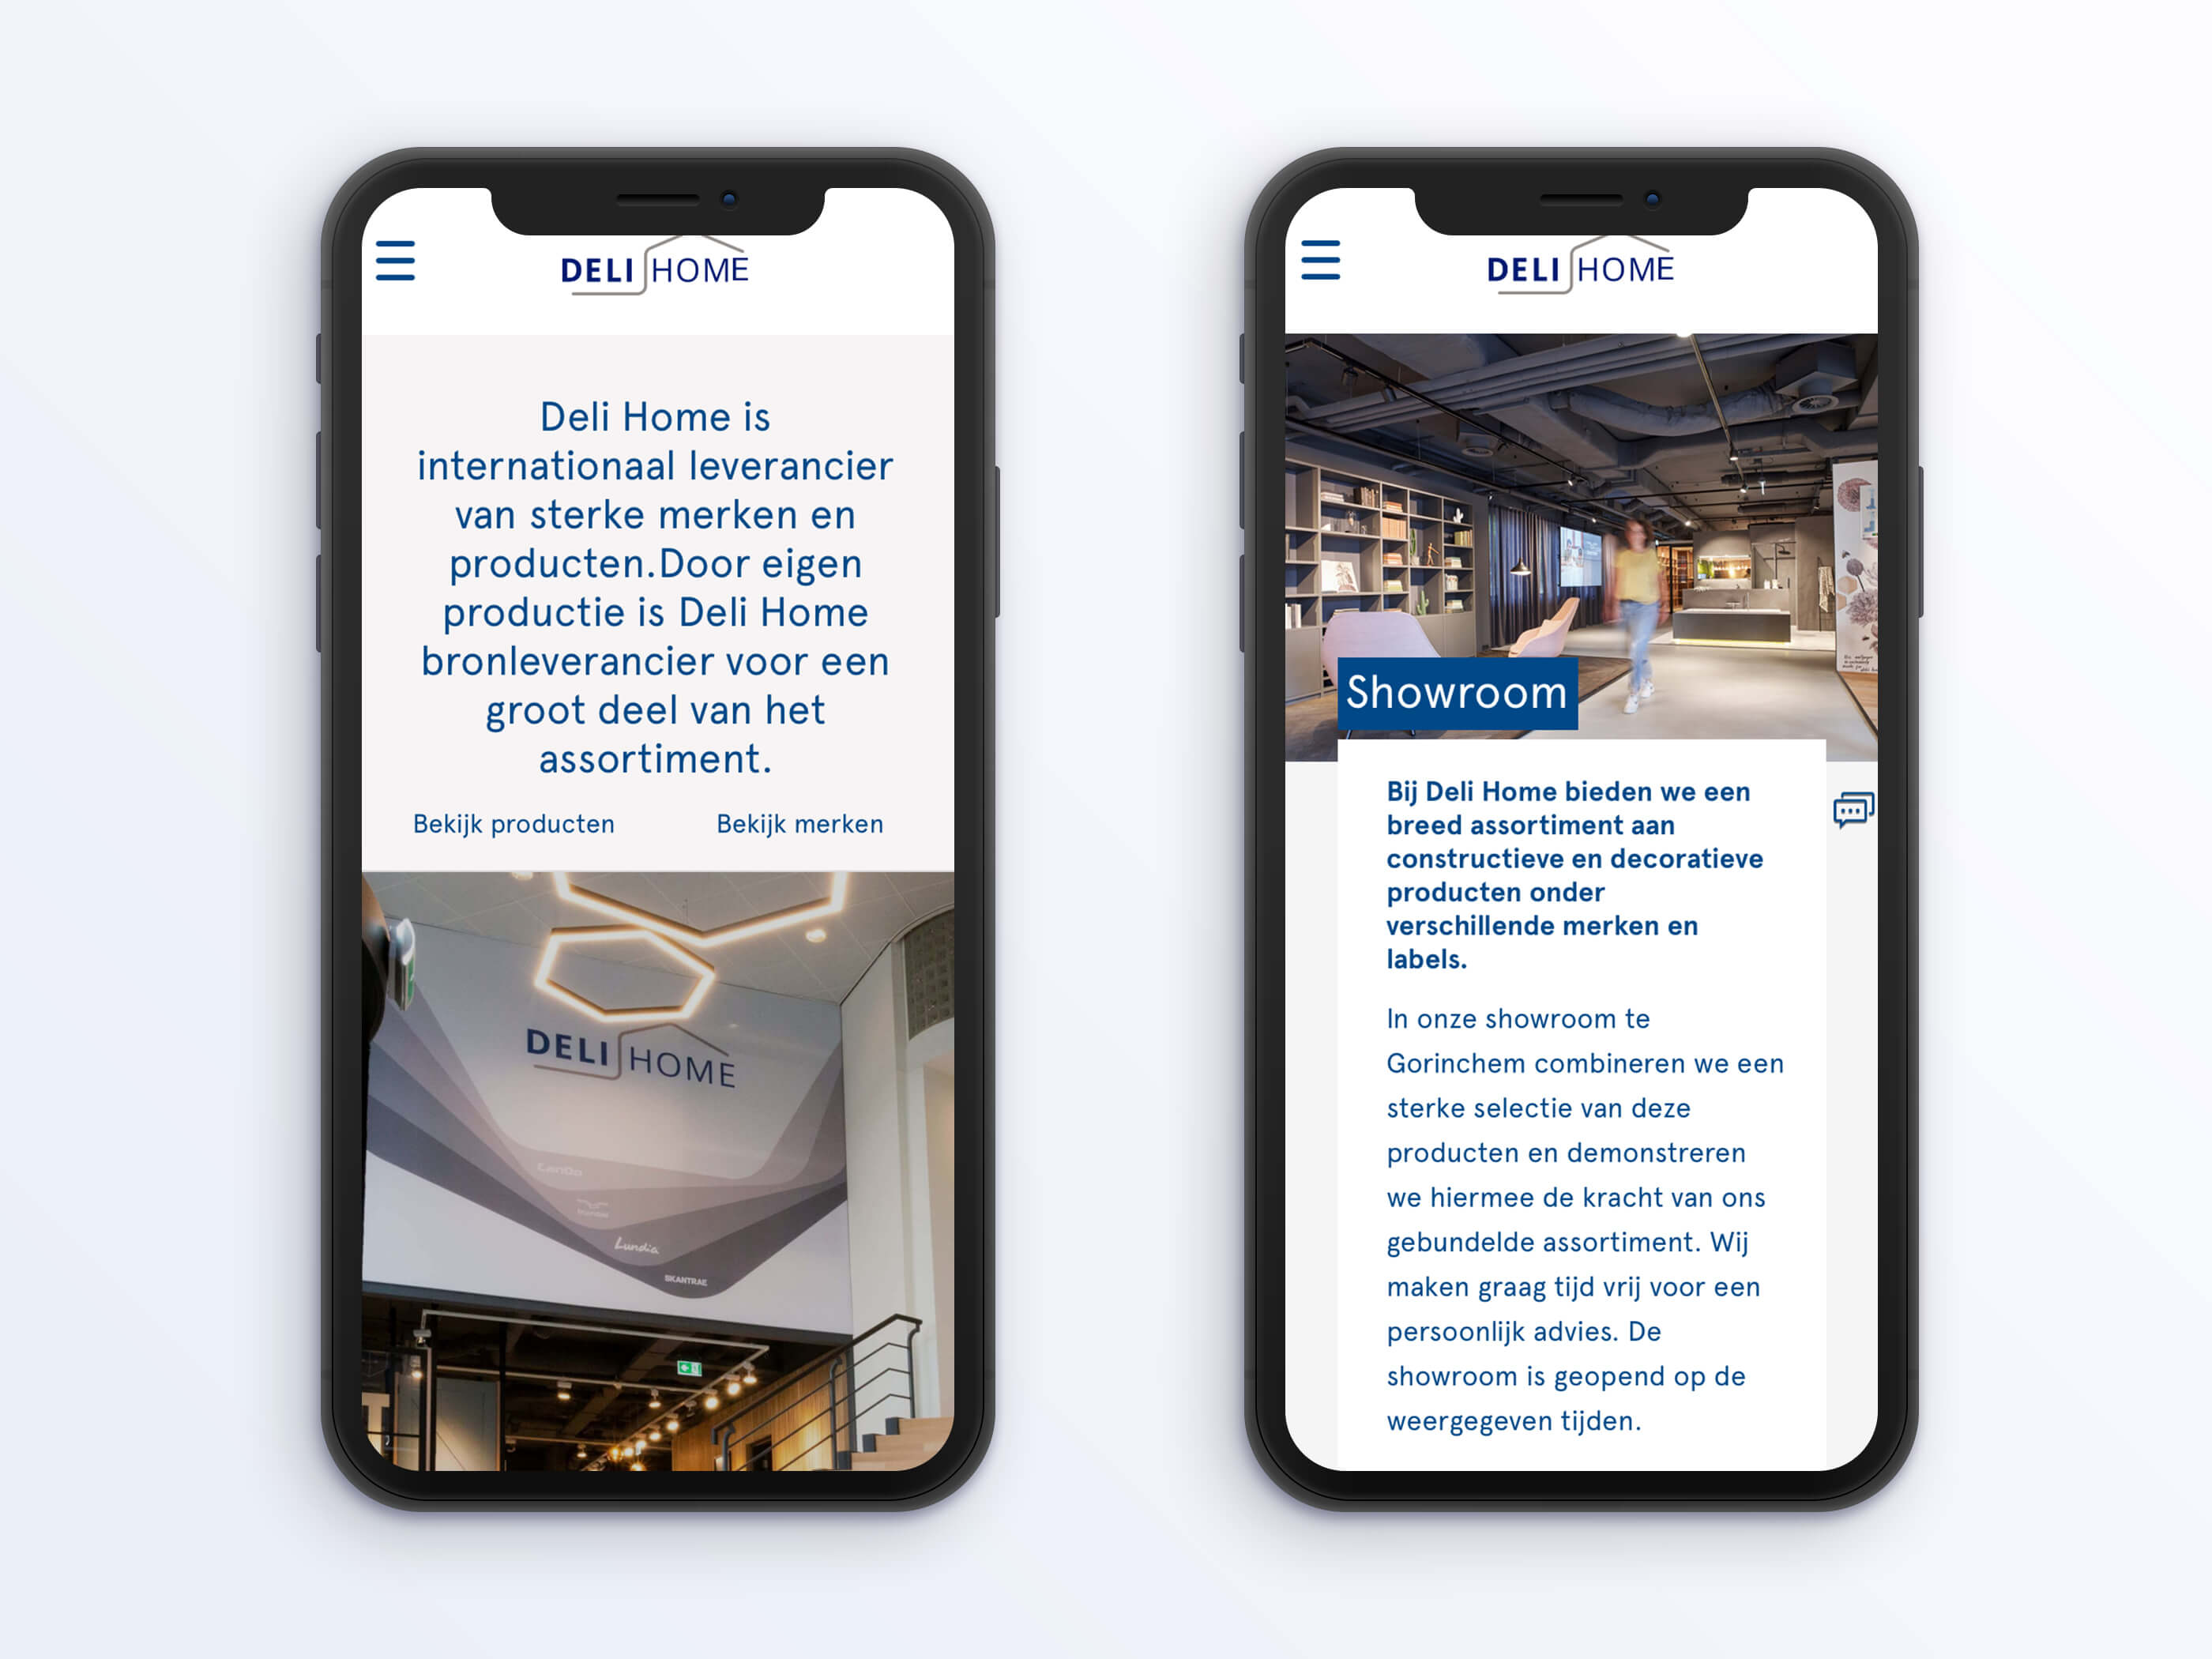 DELI HOME
Deli Home is
internationaal leverancier
van sterke merken en
producten.Door eigen
productie is Deli Home
bronleverancier voor een
groot deel van het
assortiment.
Bekijk producten
Bekijk merken
DELI HOME
CanDo
Lundia
SKANTRAE
DELI HOME
Showroom
Bij Deli Home bieden we een
breed assortiment aan
constructieve en decoratieve
producten onder
verschillende merken en
labels.
In onze showroom te
Gorinchem combineren we een
sterke selectie van deze
producten en demonstreren
we hiermee de kracht van ons
gebundelde assortiment. Wij
maken graag tijd vrij voor een
persoonlijk advies. De
showroom is geopend op de
weergegeven tijden.